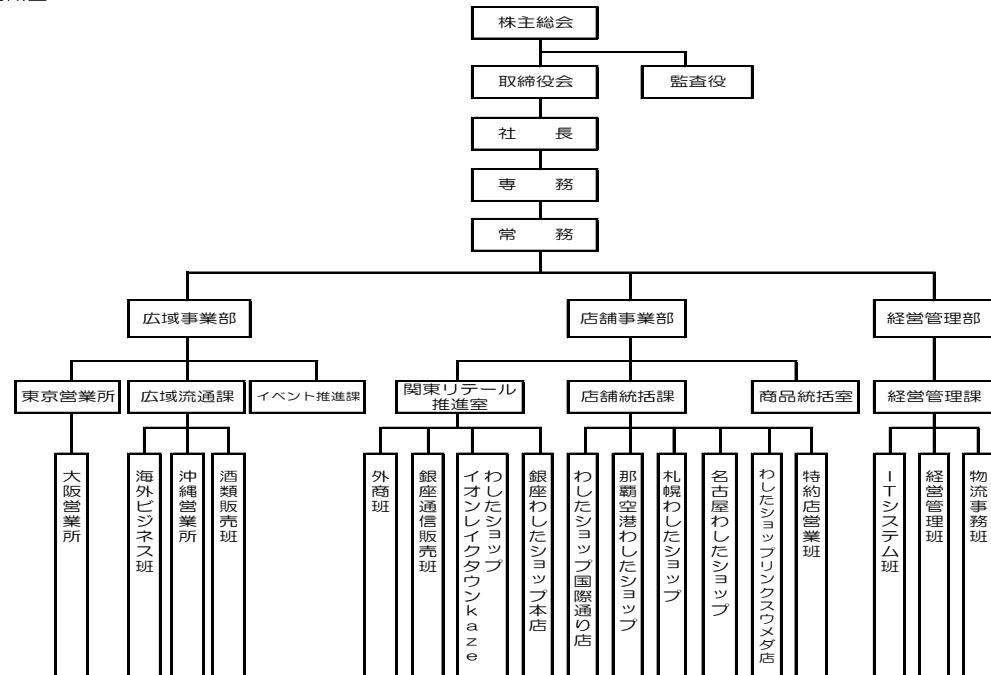 株主総会
取締役会
監査役
社　長
専　務
常　務
広域事業部
店舗事業部
経営管理部
東京営業所
広域流通課
イベント推進課
関東リテール
推進室
店舗統括課
商品統括室
経営管理課
大阪営業所
海外ビジネス班
沖縄営業所
酒類販売班
外商班
銀座通信販売班
わしたショップ
イオンレイクタウンkaze
銀座わしたショップ本店
わしたショップ国際通り店
那覇空港わしたショップ
札幌わしたショップ
名古屋わしたショップ
わしたショップリンクスウメダ店
特約店営業班
ITシステム班
経営管理班
物流事務班